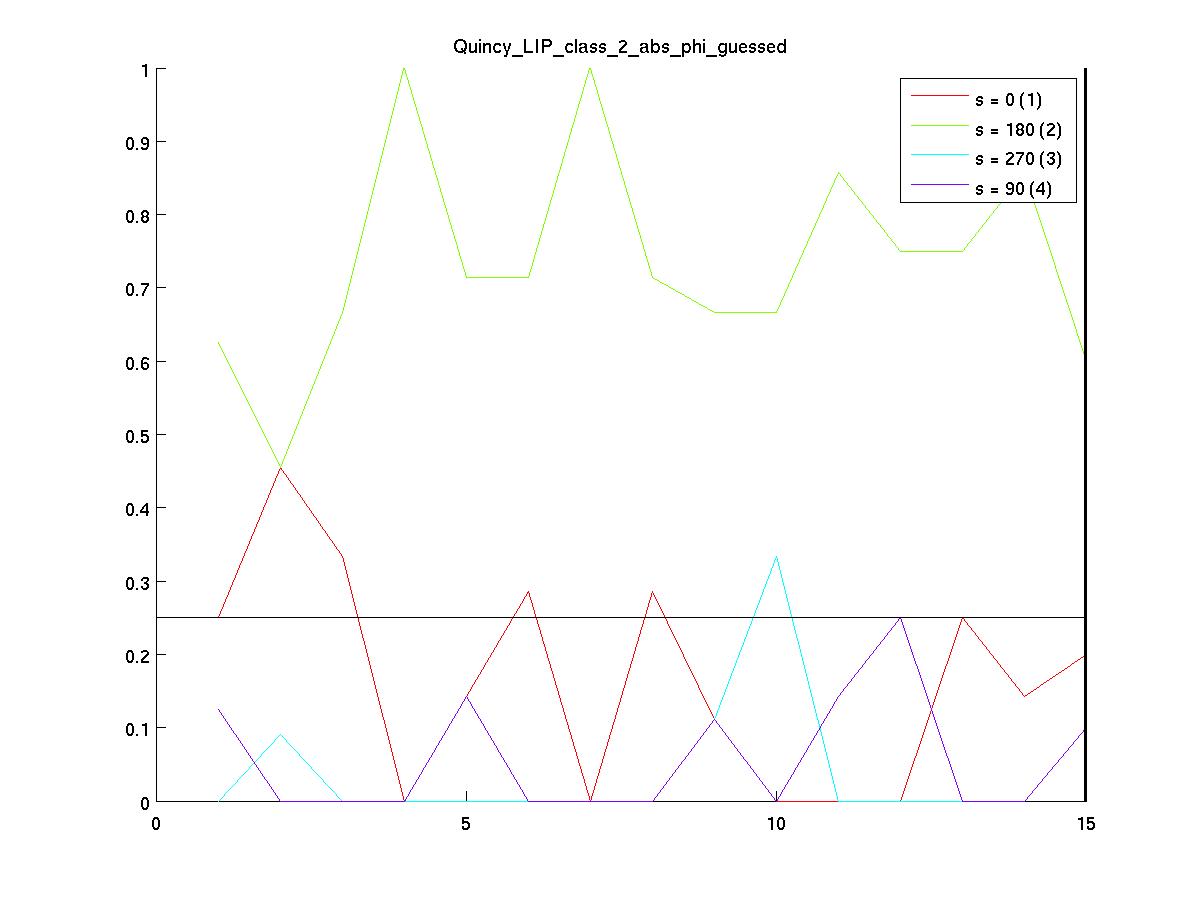 Quincy_LIP_class_2_abs_phi_guessed
1
s = 0 (1)
s = 180 (2)
s = 270 (3)
s = 90 (4)
0.9
0.8
0.7
0.6
0.5
0.4
0.3
0.2
0.1
0
0 5 10 15